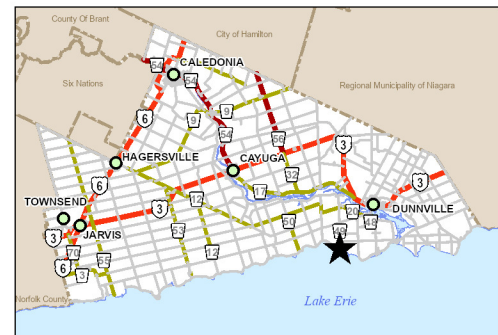 County Of Brant
City of Hamilton
54
CALEDONIA
54
Six Nations
Regional Municipality of Niagara
6
9
9
54
56
3
HAGERSVILLE
CAYUGA
32
3
6
12
17
TOWNSEND
3
20
DUNNVILLE
50
49
48
3
JARVIS
53
70
12
6
3
55
Norfolk County
Lake Erie